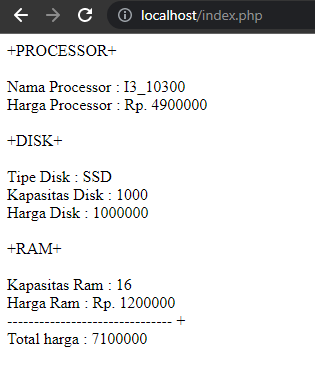 localhost/index.php
+PROCESSOR+
Nama Processor : I3_10300
Harga Processor : Rp. 4900000
+DISK+
Tipe Disk : SSD
Kapasitas Disk : 1000
Harga Disk : 1000000
+RAM+
Kapasitas Ram : 16
Harga Ram : Rp. 1200000
------------------------------- +
Total harga : 7100000